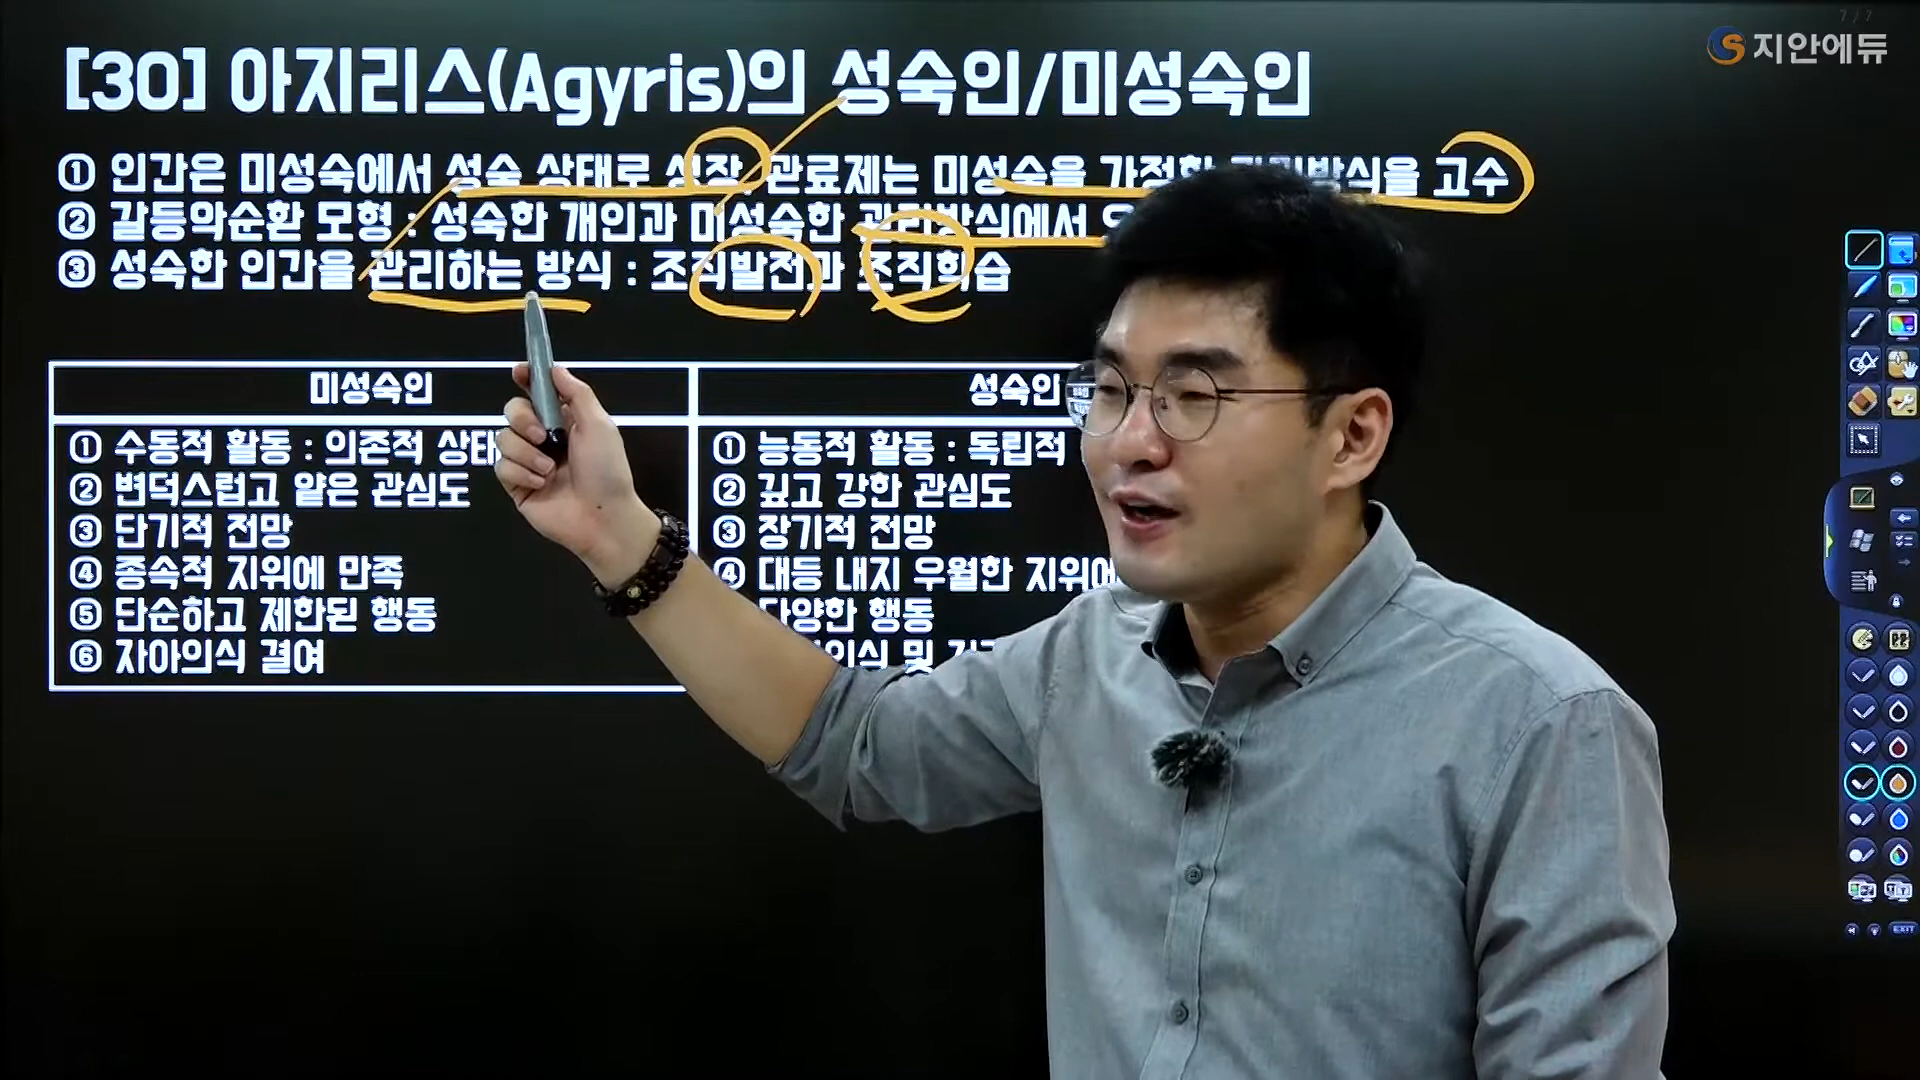 7 / 7
지안에듀
[30] 아지리스(Agyris)의 성숙인/미성숙인
① 인간은 미성숙에서 성숙 상태로 성장, 관료제는 미성숙을 가정한 관리방식을 고수
② 갈등악순환 모형 : 성숙한 개인과 미성숙한 관리방식에서
③ 성숙한 인간을 관리하는 방식 : 조직발전과 조직학습
미성숙인
① 수동적 활동 : 의존적 상태
② 변덕스럽고 얕은 관심도
③ 단기적 전망
④ 종속적 지위에 만족
⑤ 단순하고 제한된 행동
⑥ 자아의식 결여
성숙인
① 능동적 활동 : 독립적
② 깊고 강한 관심도
③ 장기적 전망
④ 대등 내지 우월한 지위에
다양한 행동
및
EXIT